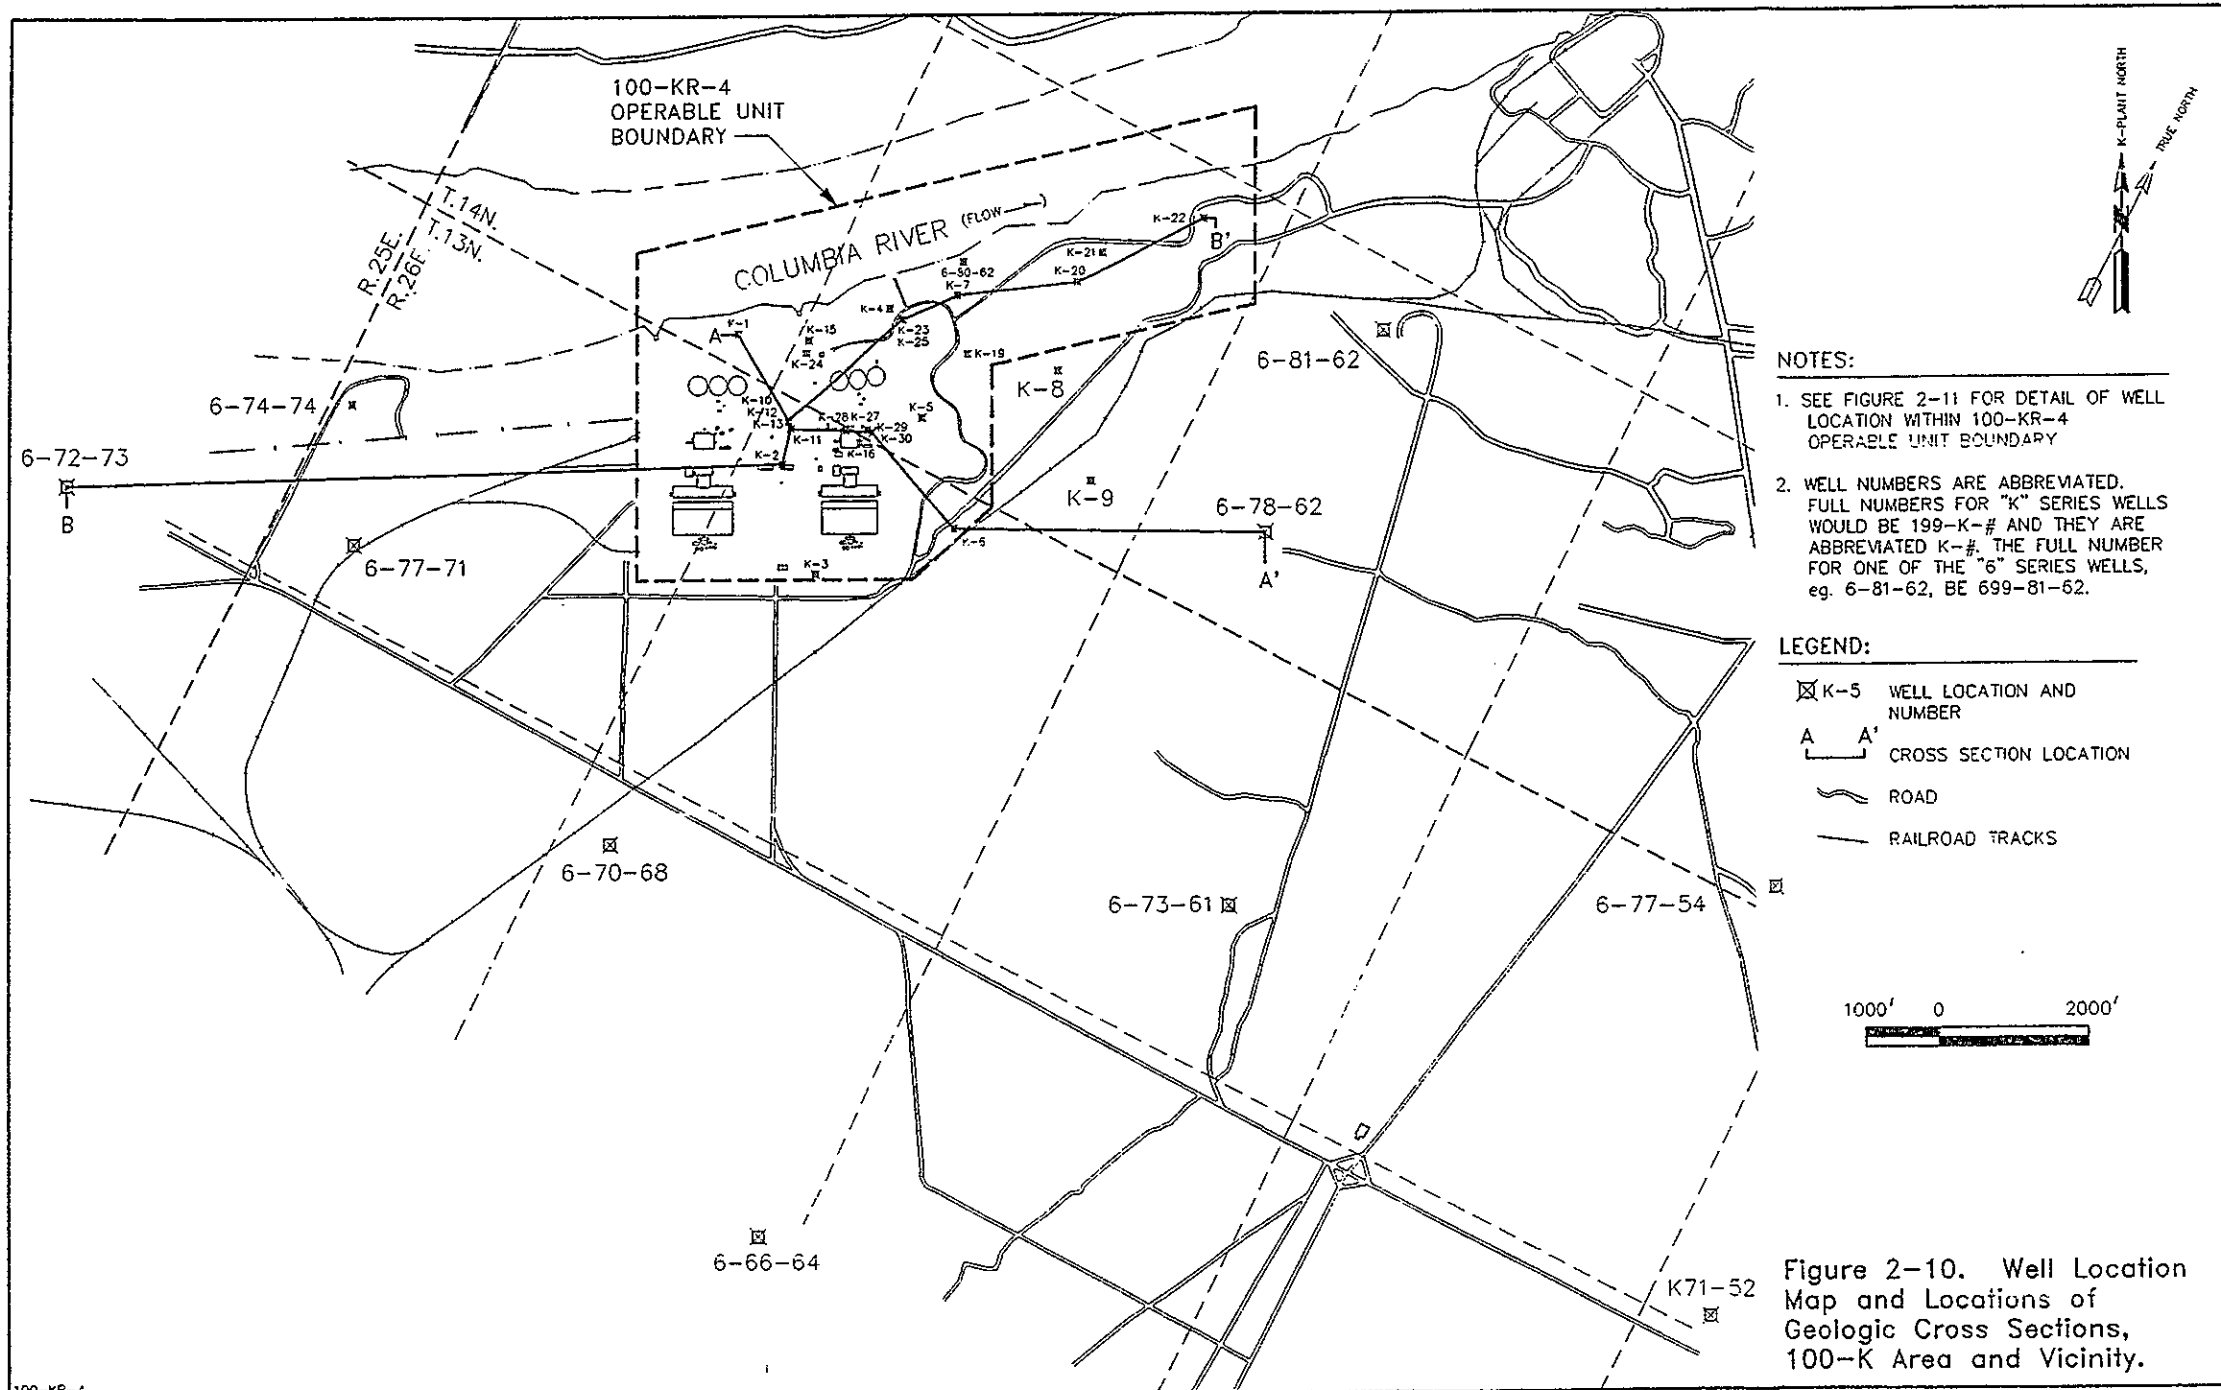 100-KR-4
OPERABLE UNIT
BOUNDARY
K-PLANT NORTH
TRUE NORTH
T.14N.
T.13N.
R.25E.
R.26E.
COLUMBIA RIVER (FLOW
K-22
B'
K-21
6-80-62
K-20
K-7
K-4
K-23
K-25
A
K-1
K-15
K-24
K-19
K-8
6-81-62
6-74-74
K-10
K-12
K-13
K-28
K-27
K-5
K-29
K-11
K-30
K-16
K-2
6-72-73
B
K-9
6-78-62
K-6
A'
6-77-71
K-3
6-70-68
6-73-61
6-77-54
6-66-64
K71-52
NOTES:
1. SEE FIGURE 2-11 FOR DETAIL OF WELL
LOCATION WITHIN 100-KR-4
OPERABLE UNIT BOUNDARY
2. WELL NUMBERS ARE ABBREVIATED.
FULL NUMBERS FOR "K" SERIES WELLS
WOULD BE 199-K-# AND THEY ARE
ABBREVIATED K-#. THE FULL NUMBER
FOR ONE OF THE "6" SERIES WELLS,
eg. 6-81-62, BE 699-81-62.
LEGEND:
K-5 WELL LOCATION AND
NUMBER
A A' CROSS SECTION LOCATION
ROAD
RAILROAD TRACKS
1000' 0 2000'
Figure 2-10. Well Location
Map and Locations of
Geologic Cross Sections,
100-K Area and Vicinity.